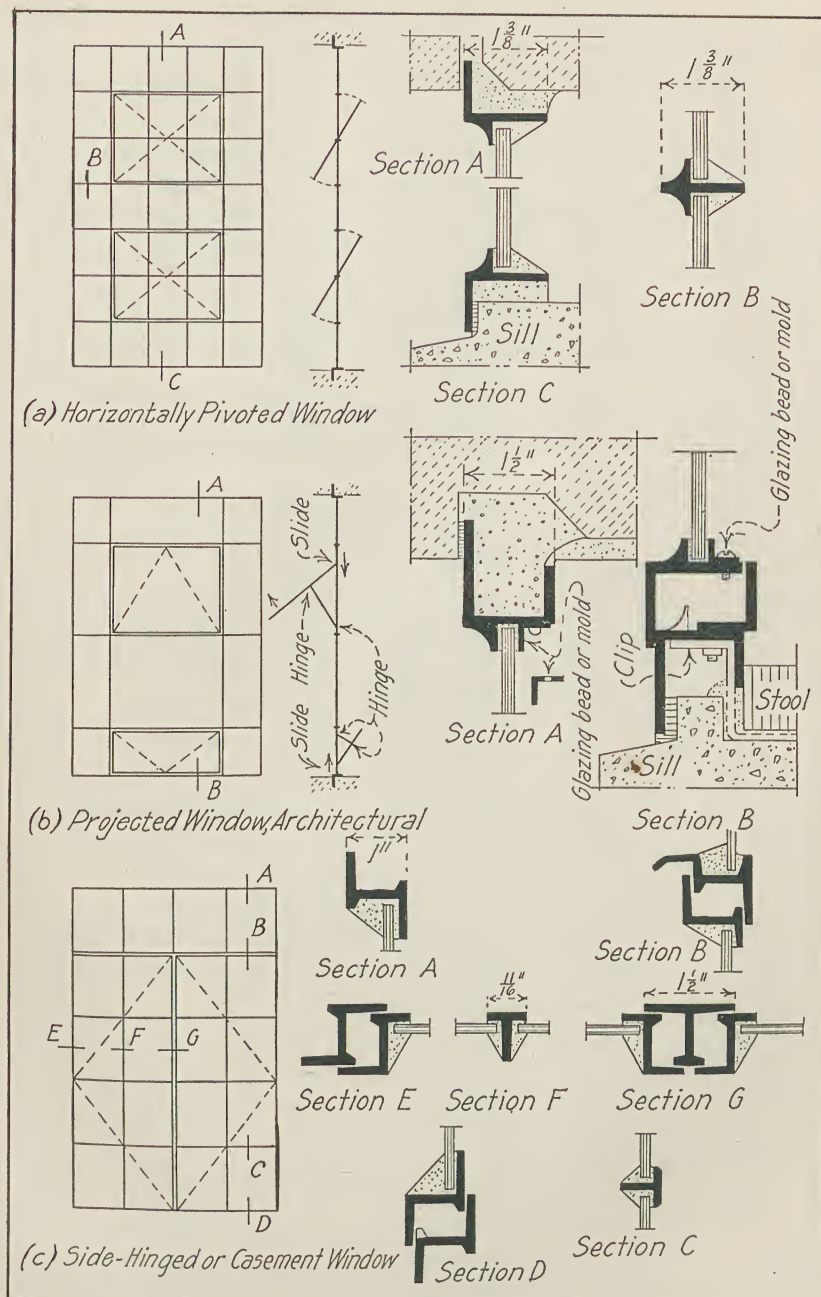 A
B
C
1 3/8"
Section A
1 3/8"
Section B
Sill
Section C
(a) Horizontally Pivoted Window
Glazing bead or mold
A
B
Slide
Slide Hinge
Hinge
1 1/2"
Section A
Glazing bead or mold
Clip
Stool
Sill
Section B
(b) Projected Window, Architectural
A
B
E
F
G
C
D
1"
Section A
Section B
Section E
11/16"
Section F
1 1/2"
Section G
Section D
Section C
(c) Side-Hinged or Casement Window